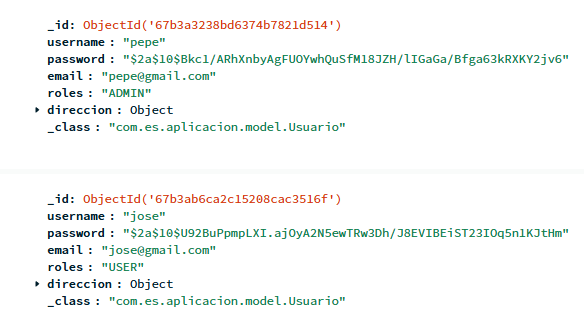 _id: ObjectId('67b3a3238bd6374b7821d514')
username : "pepe"
password : "$2a$10$Bkc1/ARhXnbyAgFUOYwhQuSfM18JZH/lIGaGa/Bfga63kRXKY2jv6"
email : "pepe@gmail.com"
roles : "ADMIN"
direccion : Object
_class : "com.es.aplicacion.model.Usuario"
_id: ObjectId('67b3ab6ca2c15208cac3516f')
username : "jose"
password : "$2a$10$U92BuPpmpLXI.ajOyA2N5ewTRw3Dh/J8EVIBEiST23IOq5n1KJtHm"
email : "jose@gmail.com"
roles : "USER"
direccion : Object
_class : "com.es.aplicacion.model.Usuario"